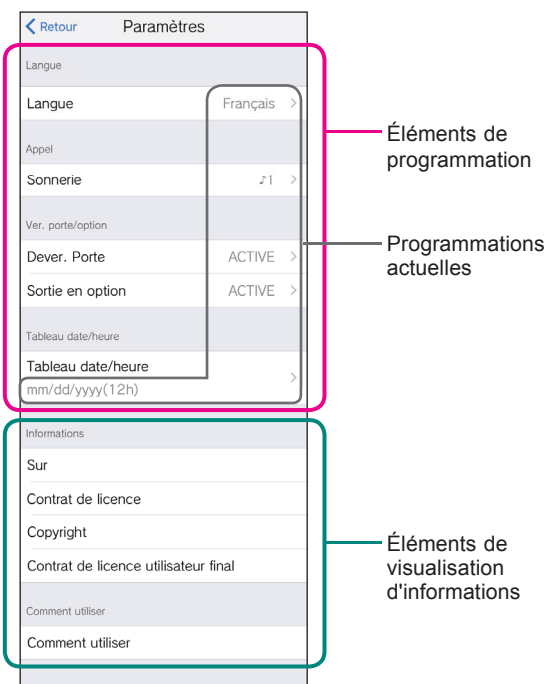 Retour Paramètres
Langue
Langue Français
Appel
Sonnerie ♪1
Ver. porte/option
Dever. Porte ACTIVE
Sortie en option ACTIVE
Tableau date/heure
Tableau date/heure
mm/dd/yyyy(12h)
Informations
Sur
Contrat de licence
Copyright
Contrat de licence utilisateur final
Comment utiliser
Comment utiliser
Éléments de
programmation
Programmations
actuelles
Éléments de
visualisation
d'informations